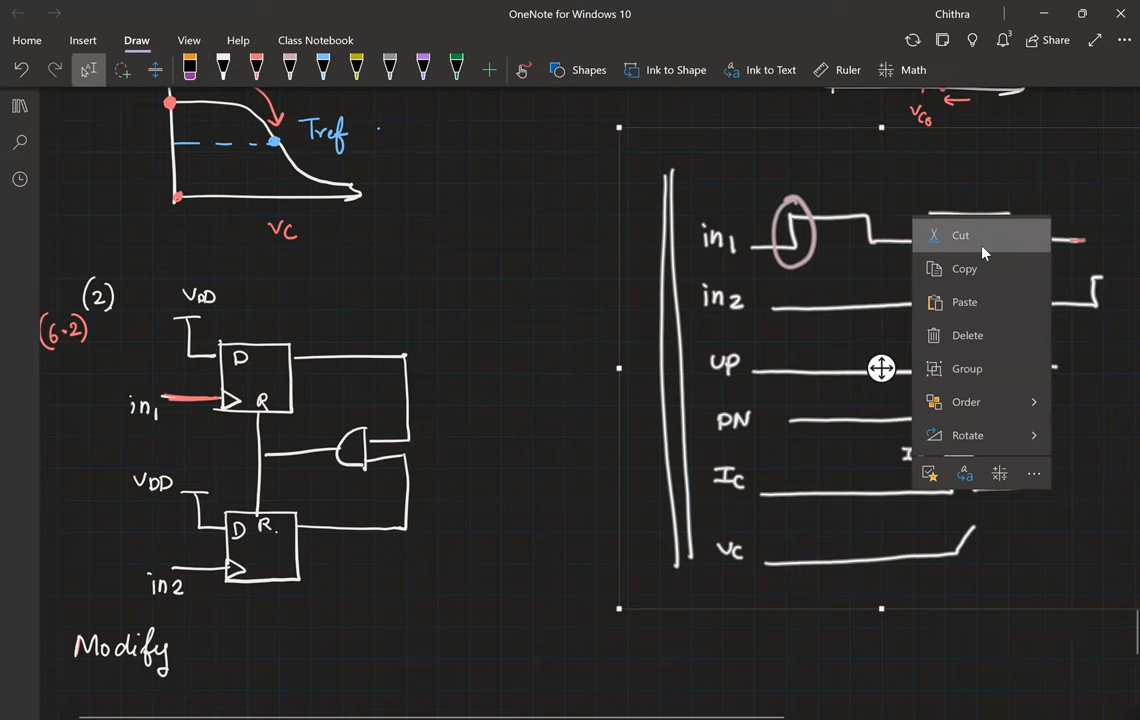 OneNote for Windows 10
Chithra
Home Insert Draw View Help Class Notebook
3
Share
Shapes Ink to Shape Ink to Text Ruler Math
Tref
VC
VC0
(2)
(6.2)
VDD
D
R
in1
VDD
D R.
in2
Modify
in1
in2
UP
DN
IC
VC
Cut
Copy
Paste
Delete
Group
Order
Rotate